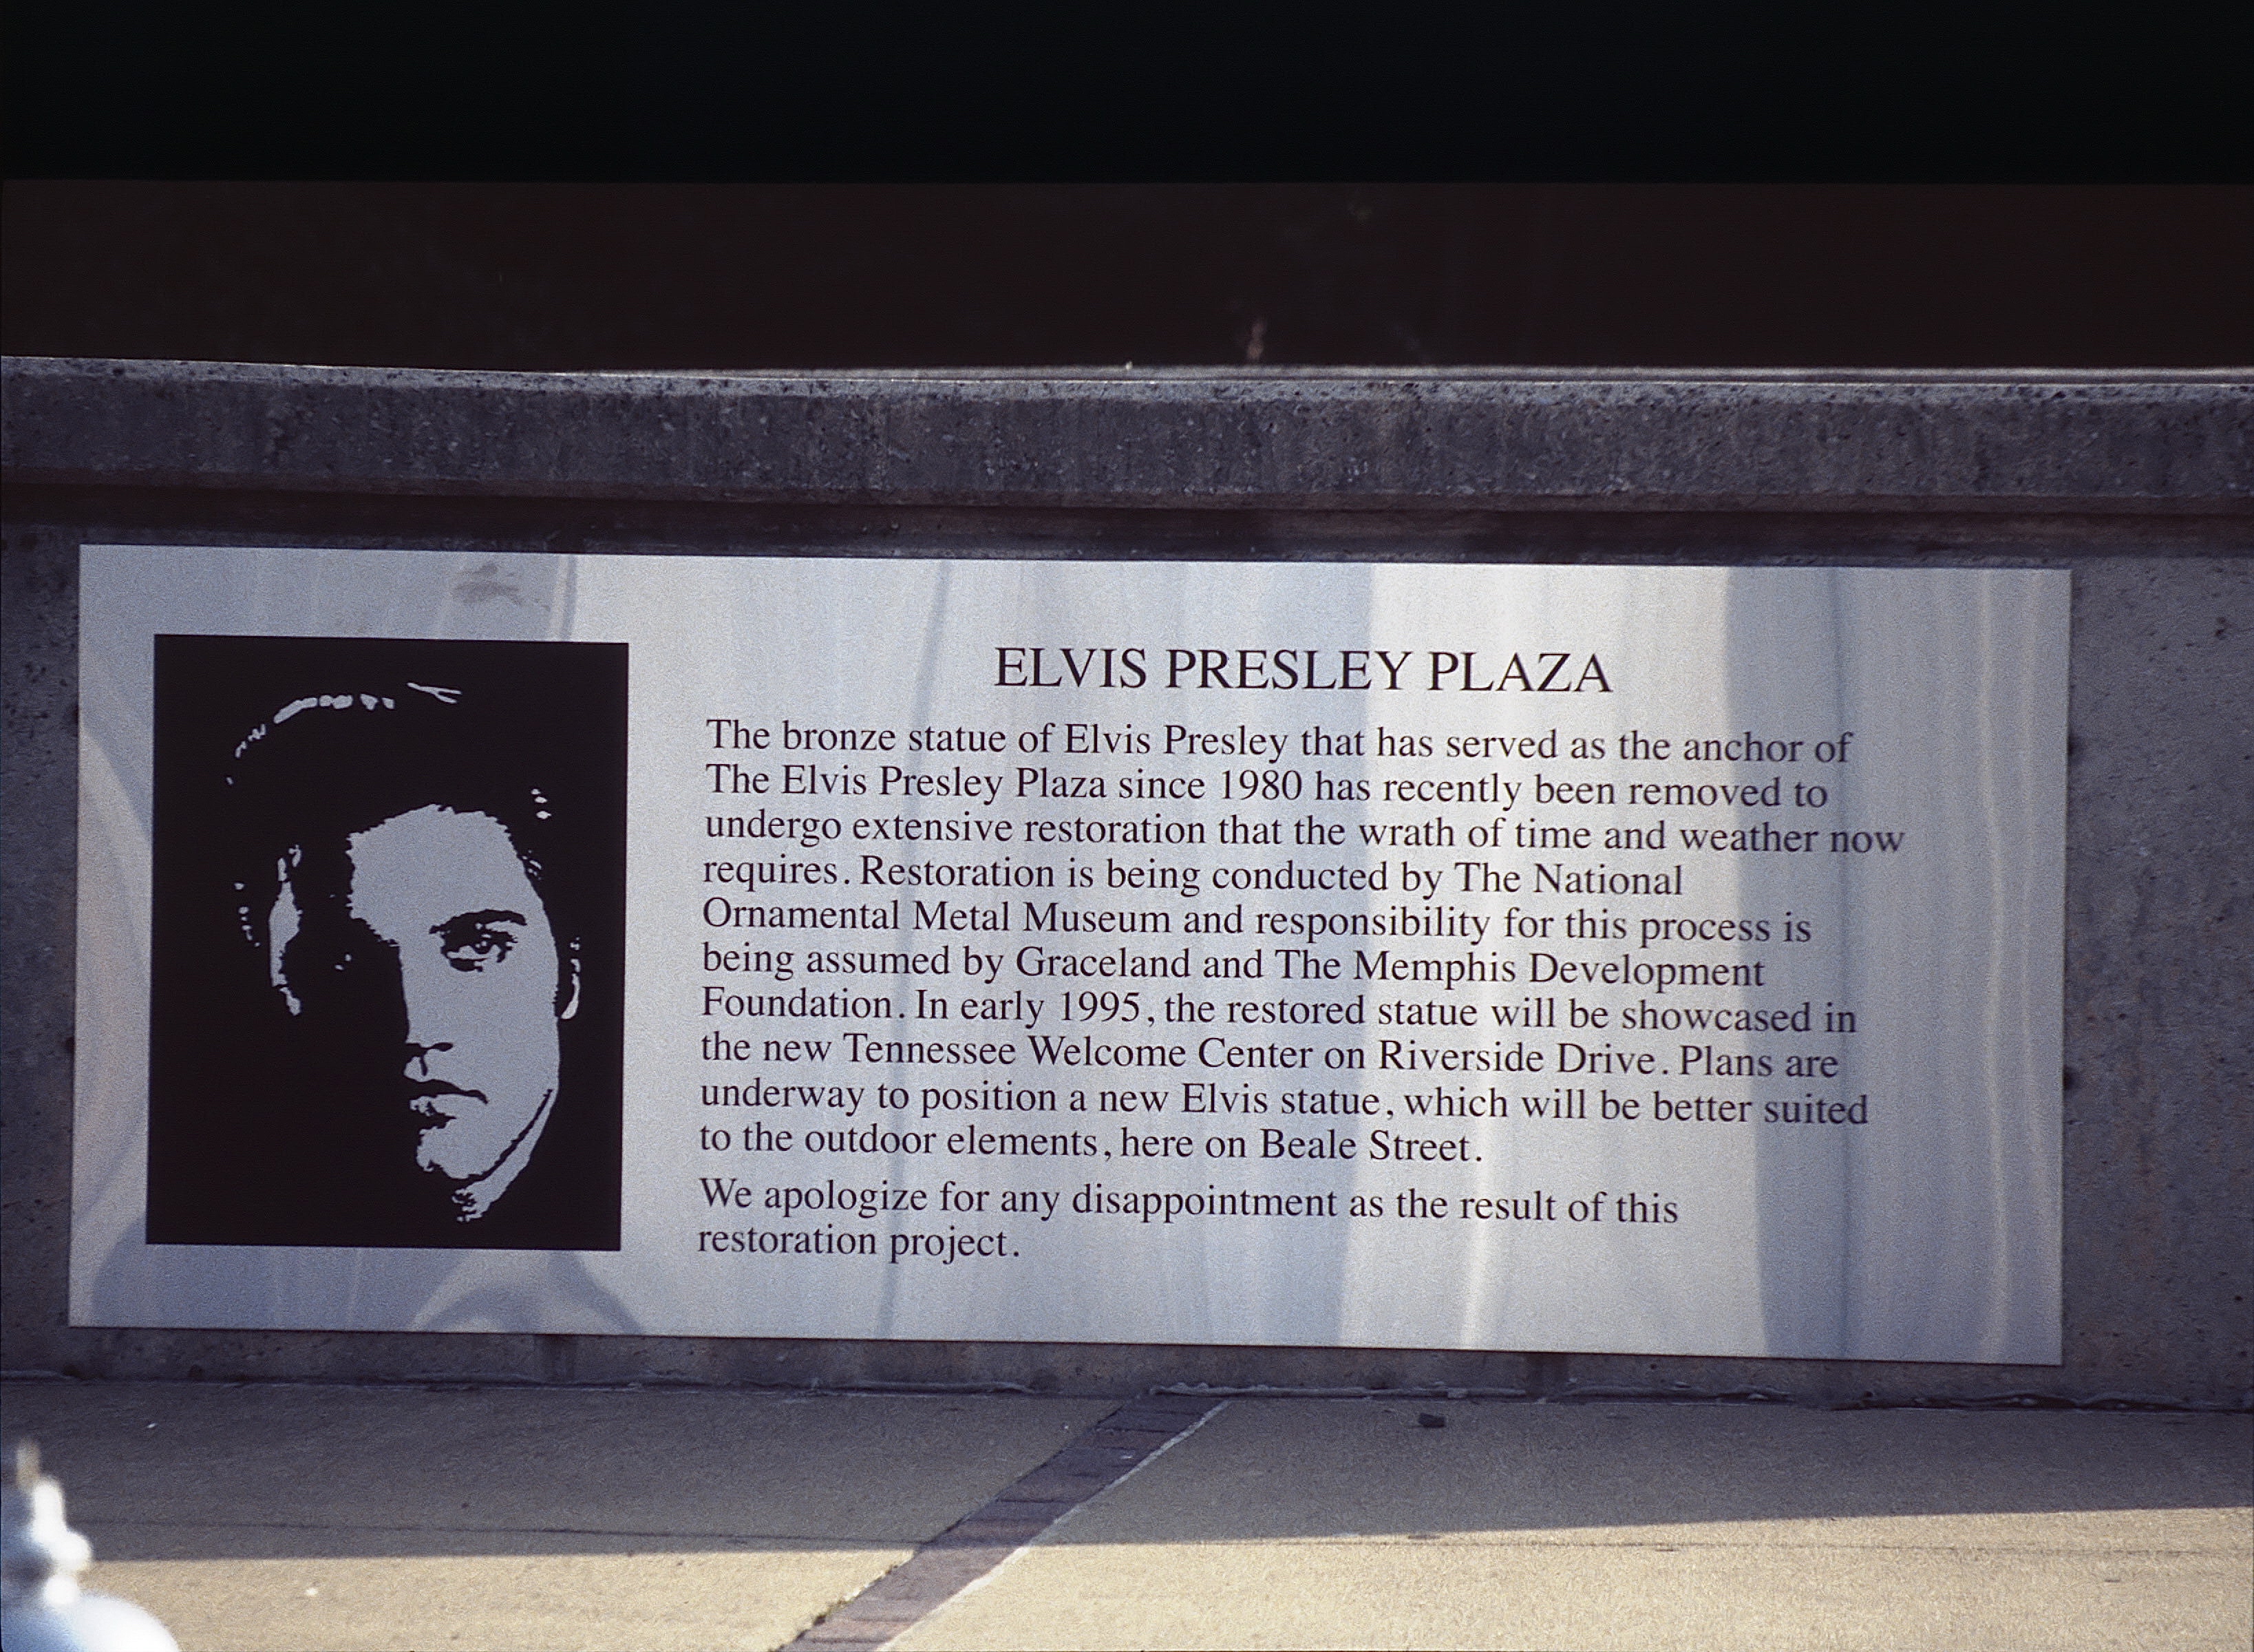 ELVIS PRESLEY PLAZA
The bronze statue of Elvis Presley that has served as the anchor of
The Elvis Presley Plaza since 1980 has recently been removed to
undergo extensive restoration that the wrath of time and weather now
requires. Restoration is being conducted by The National
Ornamental Metal Museum and responsibility for this process is
being assumed by Graceland and The Memphis Development
Foundation. In early 1995, the restored statue will be showcased in
the new Tennessee Welcome Center on Riverside Drive. Plans are
underway to position a new Elvis statue, which will be better suited
to the outdoor elements, here on Beale Street.
We apologize for any disappointment as the result of this
restoration project.